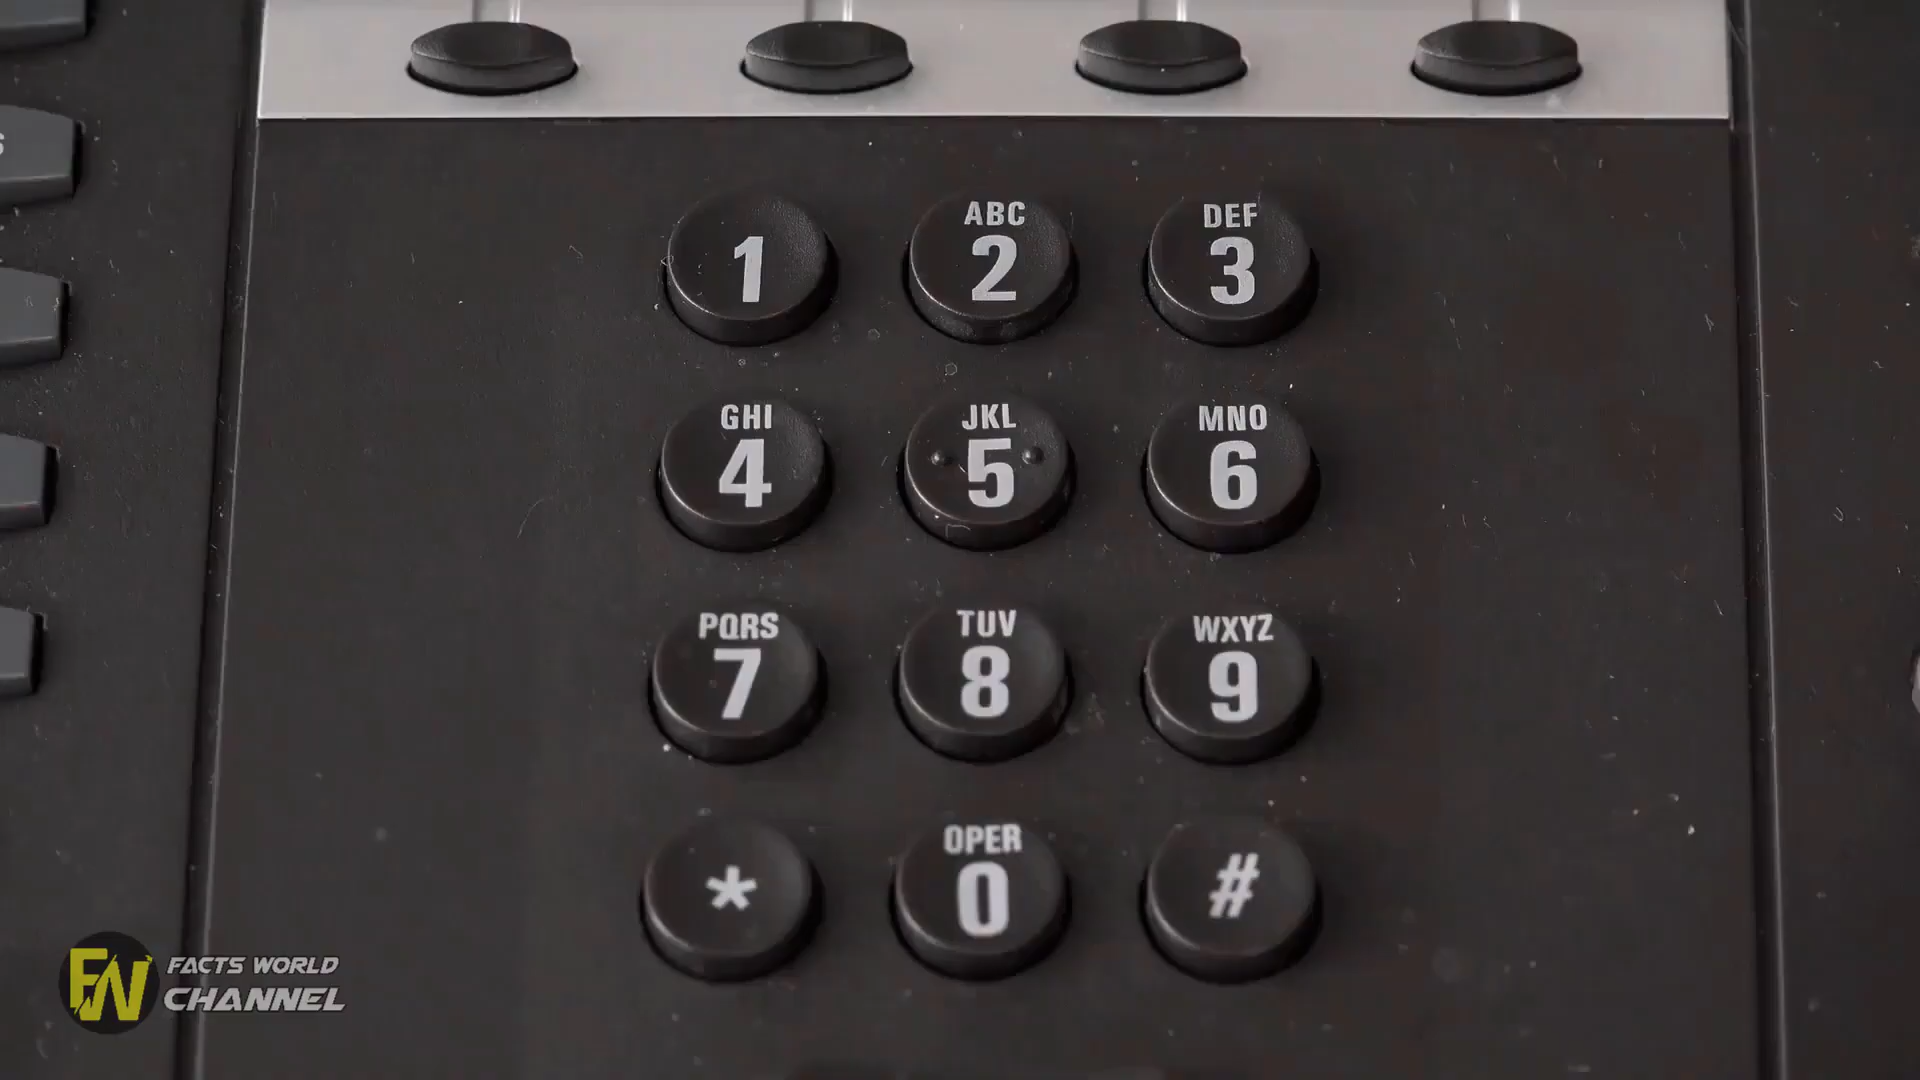 1
ABC
2
DEF
3
GHI
4
JKL
5
MNO
6
PQRS
7
TUV
8
WXYZ
9
*
OPER
0
#
FW
FACTS WORLD
CHANNEL